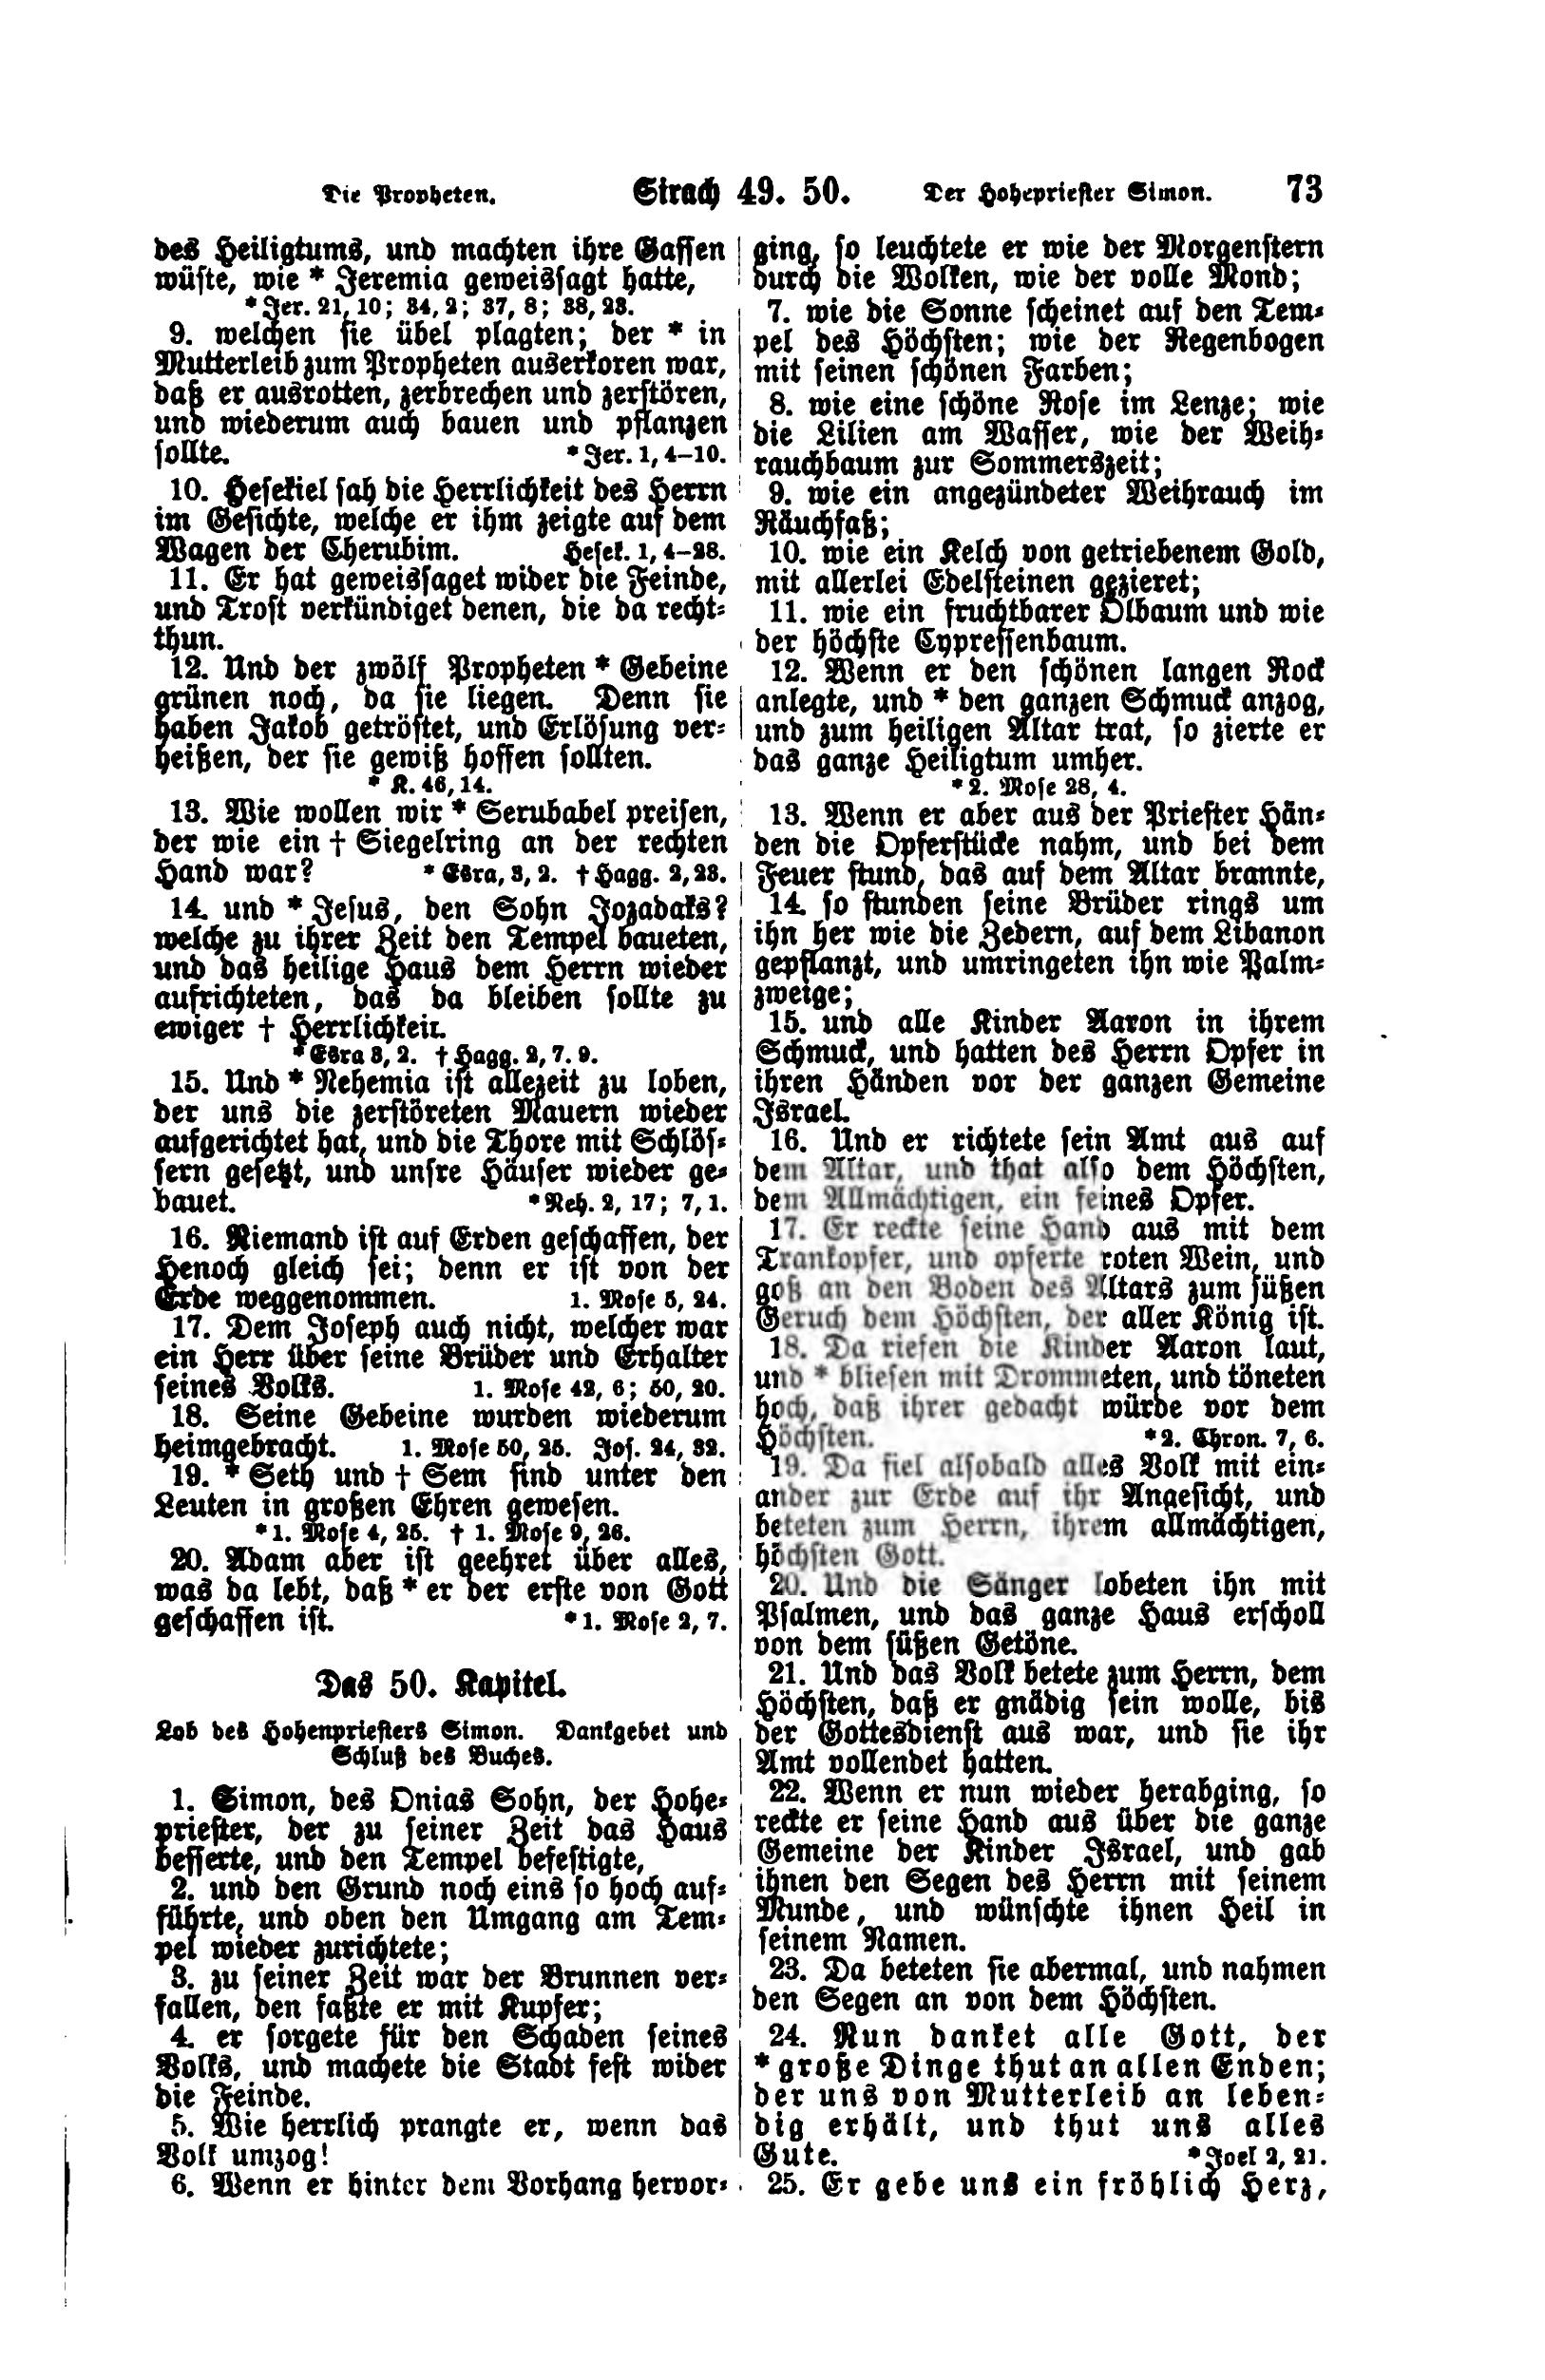 Die Propheten.
Sirach 49. 50.
Der Hohepriester Simon.
73
des Heiligtums, und machten ihre Gassen
wüste, wie * Jeremia geweissagt hatte,
* Jer. 21, 10; 34, 2; 37, 8; 38, 23.
9. welchen sie übel plagten; der * in
Mutterleib zum Propheten auserkoren war,
daß er ausrotten, zerbrechen und zerstören,
und wiederum auch bauen und pflanzen
sollte. * Jer. 1, 4–10.
10. Hesekiel sah die Herrlichkeit des Herrn
im Gesichte, welche er ihm zeigte auf dem
Wagen der Cherubim. Hesek. 1, 4–28.
11. Er hat geweissaget wider die Feinde,
und Trost verkündiget denen, die da recht-
thun.
12. Und der zwölf Propheten * Gebeine
grünen noch, da sie liegen. Denn sie
haben Jakob getröstet, und Erlösung ver-
heißen, der sie gewiß hoffen sollten.
* K. 46, 14.
13. Wie wollen wir * Serubabel preisen,
der wie ein † Siegelring an der rechten
Hand war? * Esra, 3, 2. † Hagg. 2, 23.
14. und * Jesus, den Sohn Jozadaks?
welche zu ihrer Zeit den Tempel baueten,
und das heilige Haus dem Herrn wieder
aufrichteten, das da bleiben sollte zu
ewiger † Herrlichkeit.
* Esra 3, 2. † Hagg. 2, 7. 9.
15. Und * Nehemia ist allezeit zu loben,
der uns die zerstöreten Mauern wieder
aufgerichtet hat, und die Thore mit Schlös-
sern gesetzt, und unsre Häuser wieder ge-
bauet. * Neh. 2, 17; 7, 1.
16. Niemand ist auf Erden geschaffen, der
Henoch gleich sei; denn er ist von der
Erde weggenommen. 1. Mose 5, 24.
17. Dem Joseph auch nicht, welcher war
ein Herr über seine Brüder und Erhalter
seines Volks. 1. Mose 42, 6; 50, 20.
18. Seine Gebeine wurden wiederum
heimgebracht. 1. Mose 50, 25. Jos. 24, 32.
19. * Seth und † Sem sind unter den
Leuten in großen Ehren gewesen.
* 1. Mose 4, 25. † 1. Mose 9, 26.
20. Adam aber ist geehret über alles,
was da lebt, daß * er der erste von Gott
geschaffen ist. * 1. Mose 2, 7.
Das 50. Kapitel.
Lob des Hohenpriesters Simon. Dankgebet und
Schluß des Buches.
1. Simon, des Onias Sohn, der Hohe-
priester, der zu seiner Zeit das Haus
besserte, und den Tempel befestigte,
2. und den Grund noch eins so hoch auf-
führte, und oben den Umgang am Tem-
pel wieder zurichtete;
3. zu seiner Zeit war der Brunnen ver-
fallen, den faßte er mit Kupfer;
4. er sorgete für den Schaden seines
Volks, und machete die Stadt fest wider
die Feinde.
5. Wie herrlich prangte er, wenn das
Volk umzog!
6. Wenn er hinter dem Vorhang hervor-
ging, so leuchtete er wie der Morgenstern
durch die Wolken, wie der volle Mond;
7. wie die Sonne scheinet auf den Tem-
pel des Höchsten; wie der Regenbogen
mit seinen schönen Farben;
8. wie eine schöne Rose im Lenze; wie
die Lilien am Wasser, wie der Weih-
rauchbaum zur Sommerszeit;
9. wie ein angezündeter Weihrauch im
Räuchfaß;
10. wie ein Kelch von getriebenem Gold,
mit allerlei Edelsteinen gezieret;
11. wie ein fruchtbarer Ölbaum und wie
der höchste Cypressenbaum.
12. Wenn er den schönen langen Rock
anlegte, und * den ganzen Schmuck anzog,
und zum heiligen Altar trat, so zierte er
das ganze Heiligtum umher.
* 2. Mose 28, 4.
13. Wenn er aber aus der Priester Hän-
den die Opferstücke nahm, und bei dem
Feuer stund, das auf dem Altar brannte,
14. so stunden seine Brüder rings um
ihn her wie die Zedern, auf dem Libanon
gepflanzt, und umringeten ihn wie Palm-
zweige;
15. und alle Kinder Aaron in ihrem
Schmuck, und hatten des Herrn Opfer in
ihren Händen vor der ganzen Gemeine
Israel.
16. Und er richtete sein Amt aus auf
dem Altar, und that also dem Höchsten,
dem Allmächtigen, ein feines Opfer.
17. Er reckte seine Hand aus mit dem
Trankopfer, und opferte roten Wein, und
goß an den Boden des Altars zum süßen
Geruch dem Höchsten, der aller König ist.
18. Da riefen die Kinder Aaron laut,
und * bliesen mit Drommeten, und töneten
hoch, daß ihrer gedacht würde vor dem
Höchsten. * 2. Chron. 7, 6.
19. Da fiel alsobald alles Volk mit ein-
ander zur Erde auf ihr Angesicht, und
beteten zum Herrn, ihrem allmächtigen,
höchsten Gott.
20. Und die Sänger lobeten ihn mit
Psalmen, und das ganze Haus erscholl
von dem süßen Getöne.
21. Und das Volk betete zum Herrn, dem
Höchsten, daß er gnädig sein wolle, bis
der Gottesdienst aus war, und sie ihr
Amt vollendet hatten.
22. Wenn er nun wieder herabging, so
reckte er seine Hand aus über die ganze
Gemeine der Kinder Israel, und gab
ihnen den Segen des Herrn mit seinem
Munde, und wünschte ihnen Heil in
seinem Namen.
23. Da beteten sie abermal, und nahmen
den Segen an von dem Höchsten.
24. Nun danket alle Gott, der
* große Dinge thut an allen Enden;
der uns von Mutterleib an leben-
dig erhält, und thut uns alles
Gute. * Joel 2, 21.
25. Er gebe uns ein fröhlich Herz,